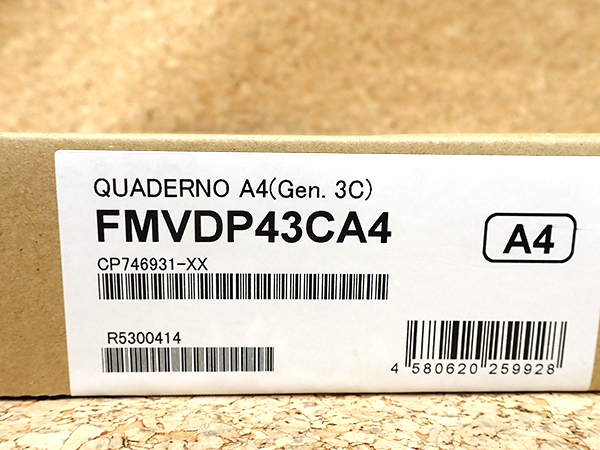 QUADERNO A4(Gen. 3C)
FMVDP43CA4
A4
CP746931-XX
R5300414
4 580620 259928